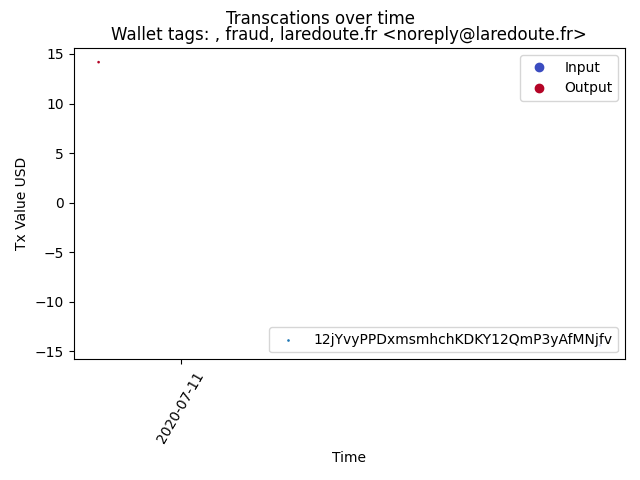 Transcations over time
Wallet tags: , fraud, laredoute.fr <noreply@laredoute.fr>
15
10
5
0
−5
−10
−15
Tx Value USD
Input
Output
12jYvyPPDxmsmhchKDKY12QmP3yAfMNjfv
2020-07-11
Time